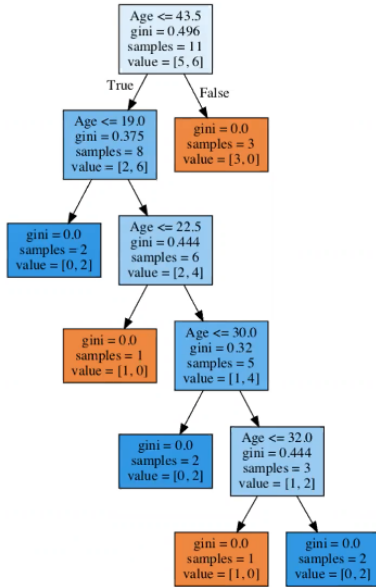 Age <= 43.5
gini = 0.496
samples = 11
value = [5, 6]
True
False
Age <= 19.0
gini = 0.375
samples = 8
value = [2, 6]
gini = 0.0
samples = 3
value = [3, 0]
gini = 0.0
samples = 2
value = [0, 2]
Age <= 22.5
gini = 0.444
samples = 6
value = [2, 4]
gini = 0.0
samples = 1
value = [1, 0]
Age <= 30.0
gini = 0.32
samples = 5
value = [1, 4]
gini = 0.0
samples = 2
value = [0, 2]
Age <= 32.0
gini = 0.444
samples = 3
value = [1, 2]
gini = 0.0
samples = 1
value = [1, 0]
gini = 0.0
samples = 2
value = [0, 2]